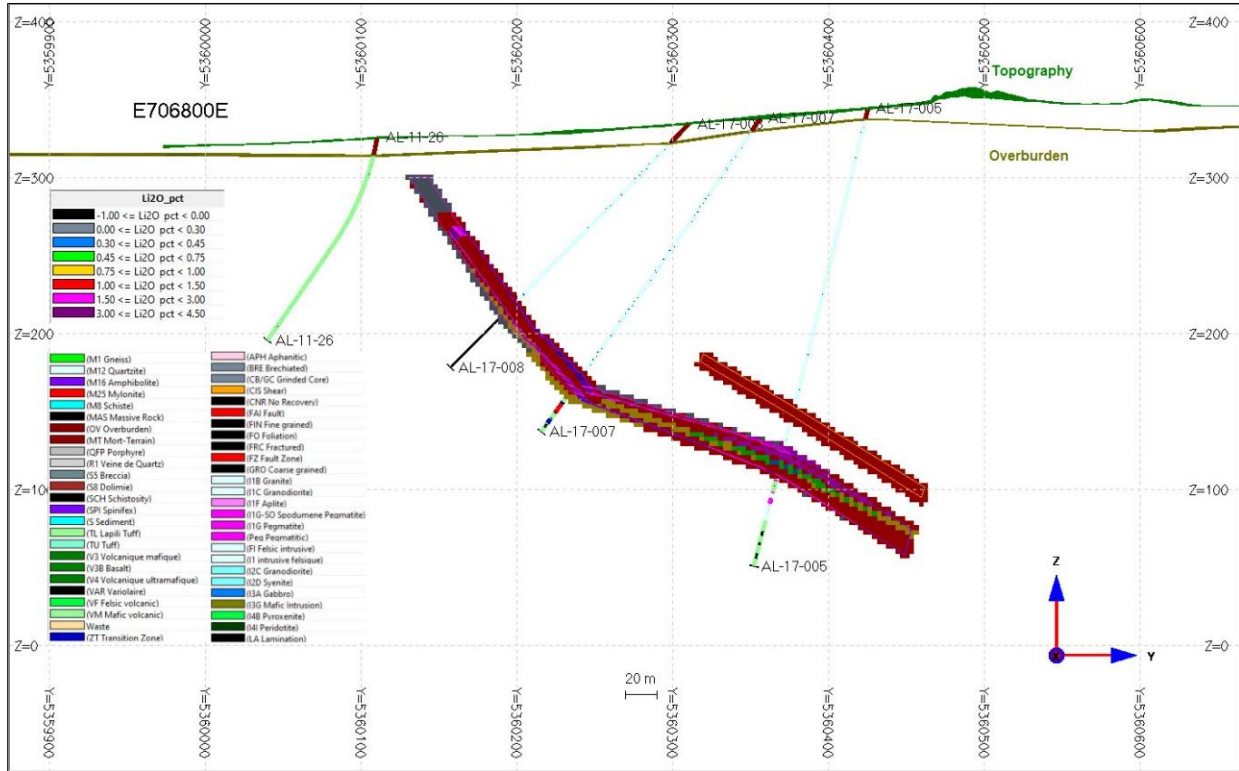 Z=400
Z=400
Y=5359900
Y=5360000
Y=5360100
Y=5360200
Y=5360300
Y=5360400
Y=5360500
Y=5360600
Topography
E706800E
AL-17-005
AL-17-007
AL-11-26
Overburden
Z=300
Z=300
Li2O_pct
-1.00 <= Li2O pct < 0.00
0.00 <= Li2O pct < 0.30
0.30 <= Li2O pct < 0.45
0.45 <= Li2O pct < 0.75
0.75 <= Li2O pct < 1.00
1.00 <= Li2O pct < 1.50
1.50 <= Li2O pct < 3.00
3.00 <= Li2O pct < 4.50
Z=200
Z=200
AL-11-26
AL-17-008
AL-17-007
AL-17-005
(M1 Gneiss)
(M12 Quartzite)
(M16 Amphibolite)
(M25 Mylonite)
(M8 Schiste)
(MAS Massive Rock)
(OV Overburden)
(MT Mort-Terrain)
(QFP Porphyre)
(R1 Veine de Quartz)
(S5 Breccia)
(S8 Dolimie)
(SCH Schistosity)
(SPI Spinifex)
(S Sediment)
(TL Lapili Tuff)
(TU Tuff)
(V3 Volcanique mafique)
(V3B Basalt)
(V4 Volcanique ultramafique)
(VAR Variolaire)
(VF Felsic volcanic)
(VM Mafic volcanic)
Waste
(ZT Transition Zone)
(APH Aphanitic)
(BRE Brechiated)
(CB/GC Grinded Core)
(CIS Shear)
(CNR No Recovery)
(FAI Fault)
(FIN Fine grained)
(FO Foliation)
(FRC Fractured)
(FZ Fault Zone)
(GRO Coarse grained)
(I1B Granite)
(I1C Granodiorite)
(I1F Aplite)
(I1G-SO Spodumene Pegmatite)
(I1G Pegmatite)
(Peg Pegmatitic)
(FI Felsic intrusive)
(I1 intrusive felsique)
(I2C Granodiorite)
(I2D Syenite)
(I3A Gabbro)
(I3G Mafic Intrusion)
(I4B Pyroxenite)
(I4I Peridotite)
(LA Lamination)
Z=100
Z=100
Z=0
Z=0
Z
Y
20 m
Y=5359900
Y=5360000
Y=5360100
Y=5360200
Y=5360300
Y=5360400
Y=5360500
Y=5360600